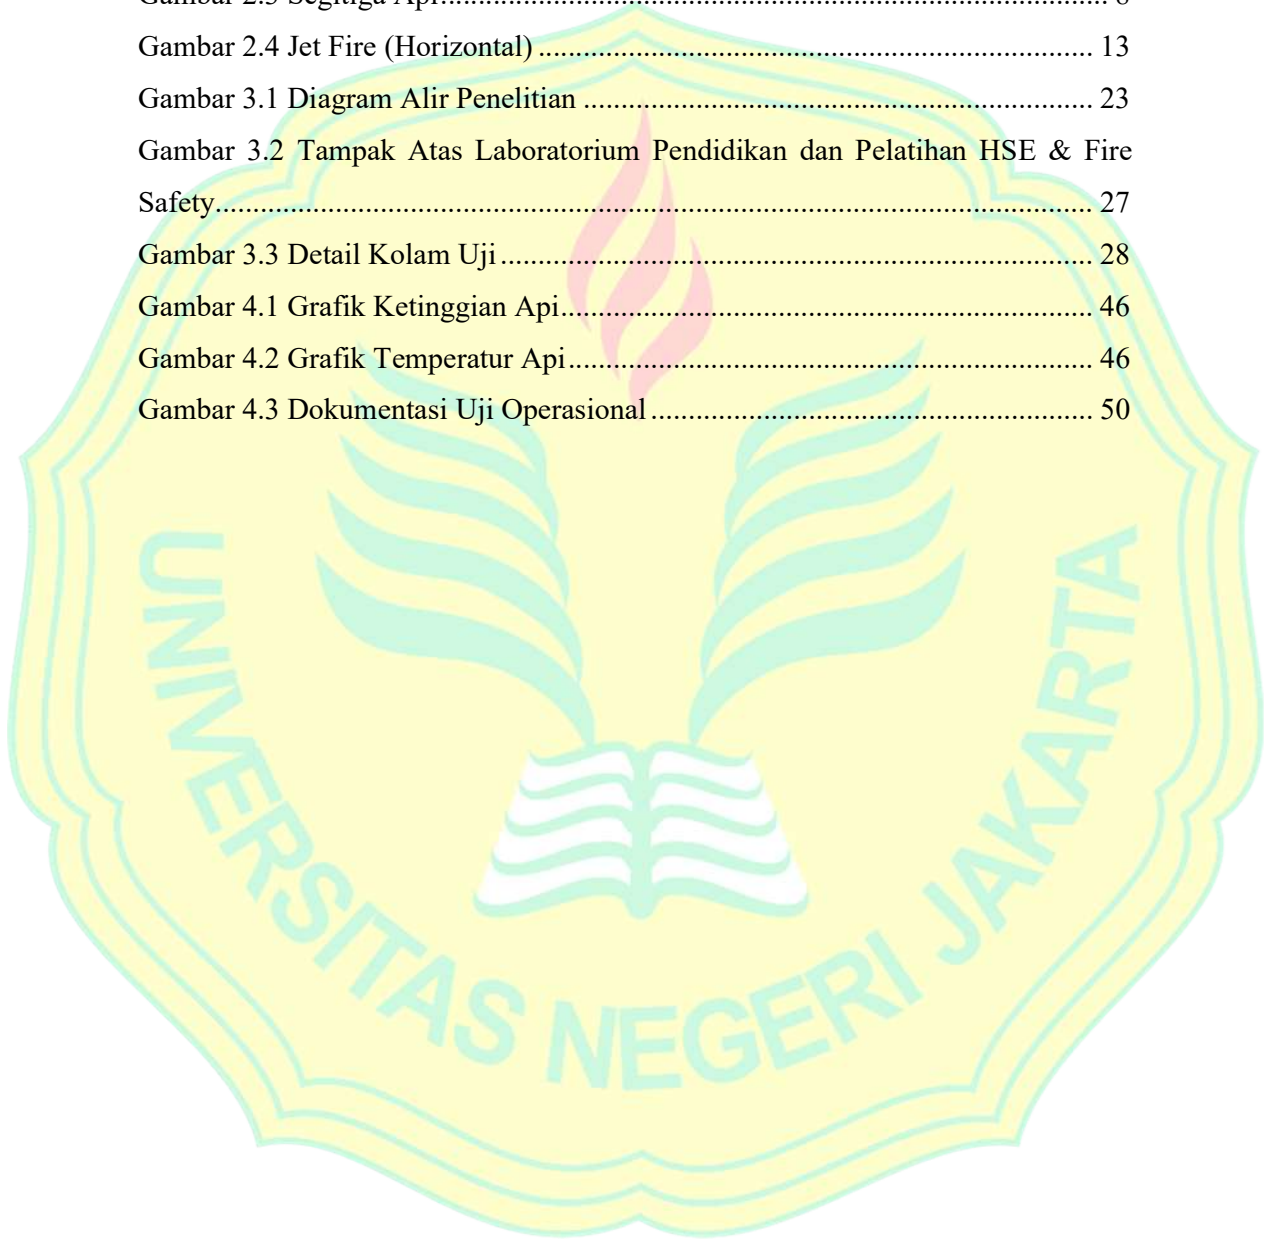 Gambar 2.4 Jet Fire (Horizontal) ................................................................ 13
Gambar 3.1 Diagram Alir Penelitian ................................................................ 23
Gambar 3.2 Tampak Atas Laboratorium Pendidikan dan Pelatihan HSE & Fire
Safety................................................................ 27
Gambar 3.3 Detail Kolam Uji ................................................................ 28
Gambar 4.1 Grafik Ketinggian Api................................................................ 46
Gambar 4.2 Grafik Temperatur Api................................................................ 46
Gambar 4.3 Dokumentasi Uji Operasional ................................................................ 50
UNIVERSITAS NEGERI JAKARTA